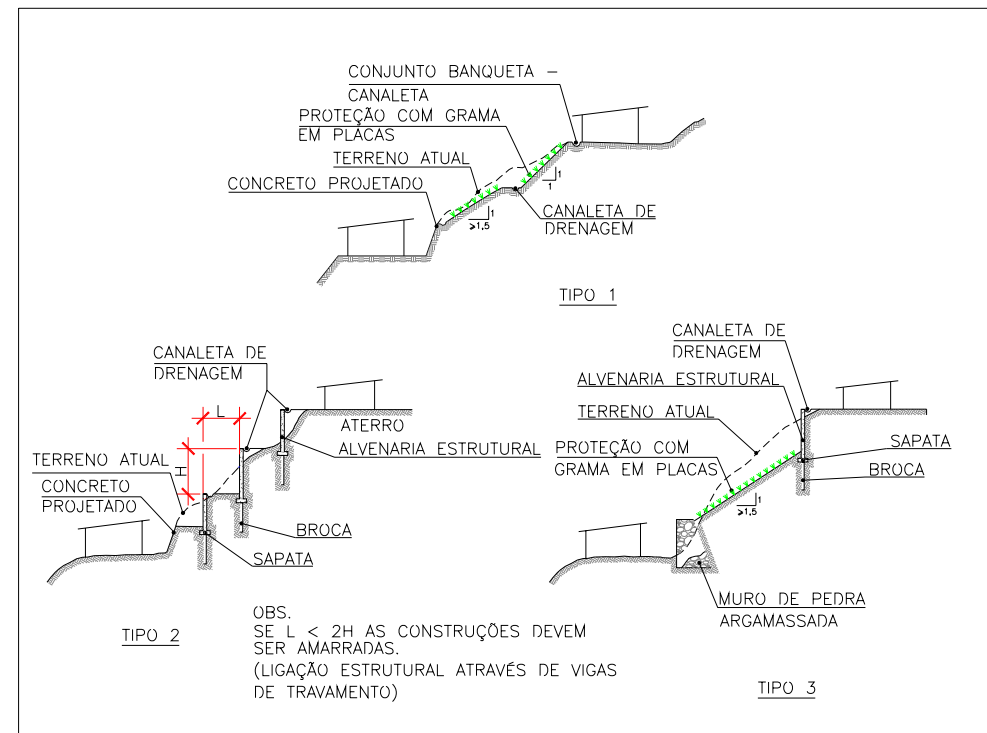 CONJUNTO BANQUETA –
CANALETA
PROTEÇÃO COM GRAMA
EM PLACAS
TERRENO ATUAL
CONCRETO PROJETADO
1
1
1
≥1,5
CANALETA DE
DRENAGEM
TIPO 1
CANALETA DE
DRENAGEM
L
H
ATERRO
ALVENARIA ESTRUTURAL
TERRENO ATUAL
CONCRETO
PROJETADO
BROCA
SAPATA
TIPO 2
OBS.
SE L < 2H AS CONSTRUÇÕES DEVEM
SER AMARRADAS.
(LIGAÇÃO ESTRUTURAL ATRAVÉS DE VIGAS
DE TRAVAMENTO)
CANALETA DE
DRENAGEM
ALVENARIA ESTRUTURAL
TERRENO ATUAL
PROTEÇÃO COM
GRAMA EM PLACAS
SAPATA
BROCA
1
≥1,5
MURO DE PEDRA
ARGAMASSADA
TIPO 3